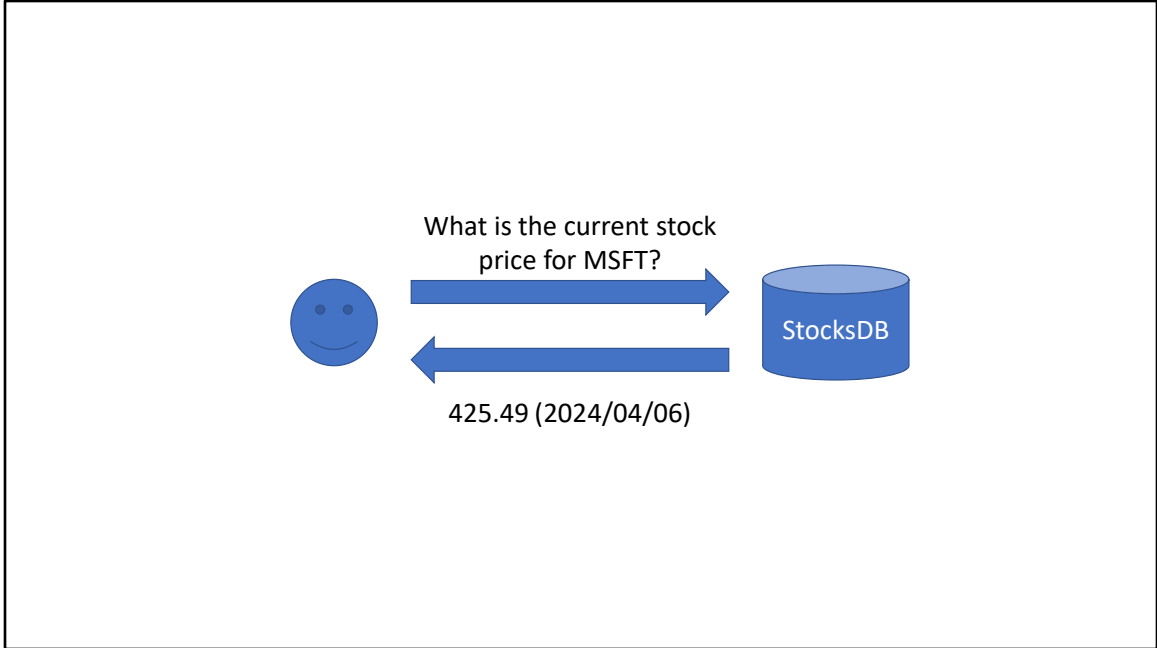 What is the current stock
price for MSFT?
StocksDB
425.49 (2024/04/06)